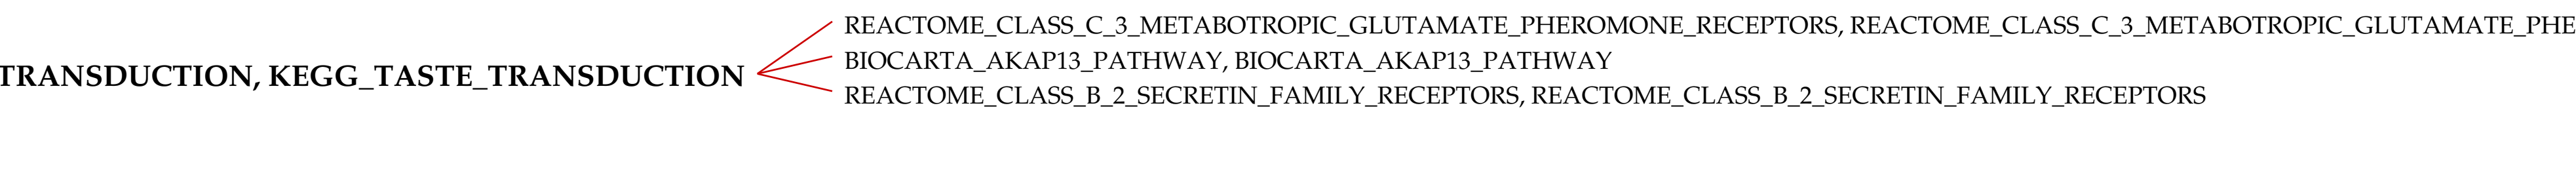 REACTOME_CLASS_C_3_METABOTROPIC_GLUTAMATE_PHEROMONE_RECEPTORS, REACTOME_CLASS_C_3_METABOTROPIC_GLUTAMATE_PHE
BIOCARTA_AKAP13_PATHWAY, BIOCARTA_AKAP13_PATHWAY
TRANSDUCTION, KEGG_TASTE_TRANSDUCTION
REACTOME_CLASS_B_2_SECRETIN_FAMILY_RECEPTORS, REACTOME_CLASS_B_2_SECRETIN_FAMILY_RECEPTORS